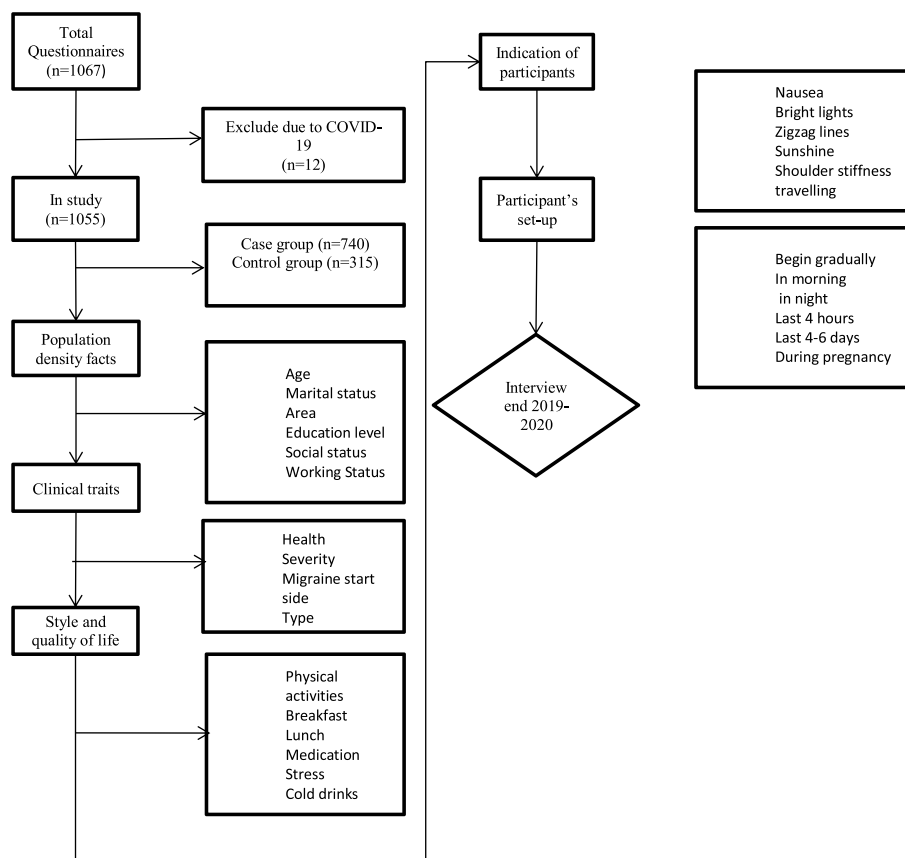 Total
Questionnaires
(n=1067)
Exclude due to COVID-
19
(n=12)
In study
(n=1055)
Case group (n=740)
Control group (n=315)
Population
density facts
Age
Marital status
Area
Education level
Social status
Working Status
Clinical traits
Health
Severity
Migraine start
side
Type
Style and
quality of life
Physical
activities
Breakfast
Lunch
Medication
Stress
Cold drinks
Indication of
participants
Participant's
set-up
Interview
end 2019-
2020
Nausea
Bright lights
Zigzag lines
Sunshine
Shoulder stiffness
travelling
Begin gradually
In morning
in night
Last 4 hours
Last 4-6 days
During pregnancy